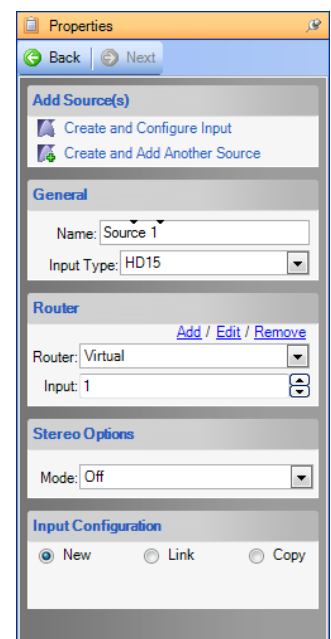 Properties
Back Next
Add Source(s)
Create and Configure Input
Create and Add Another Source
General
Name: Source 1
Input Type: HD15
Router
Add / Edit / Remove
Router: Virtual
Input: 1
Stereo Options
Mode: Off
Input Configuration
New Link Copy